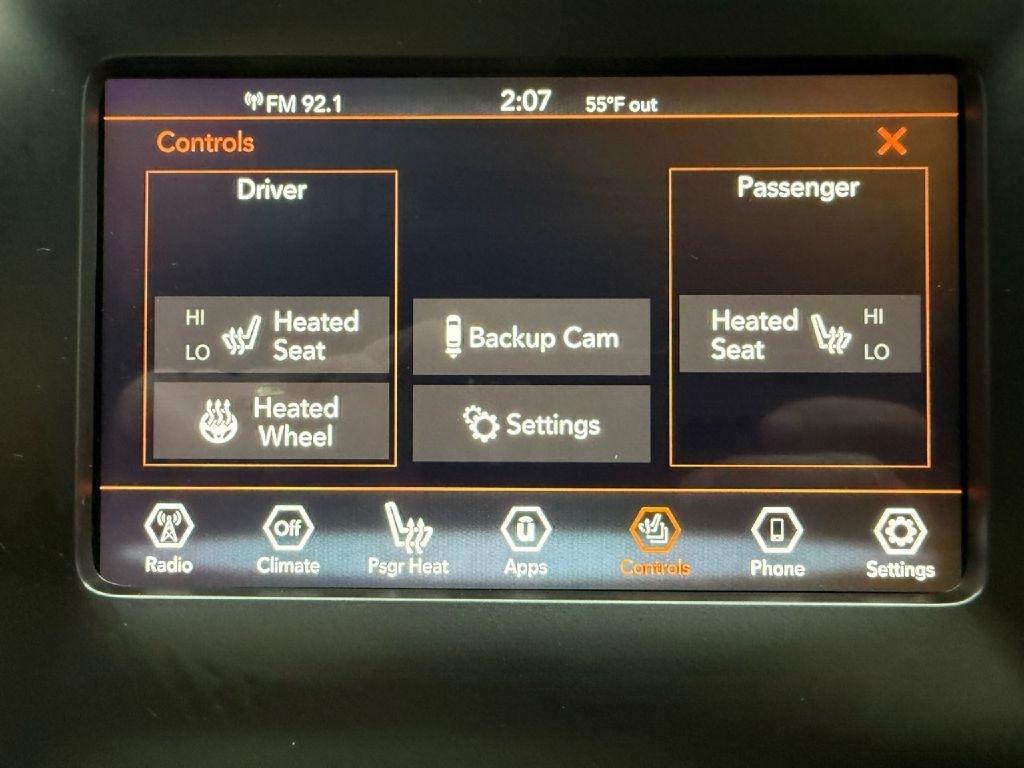 FM 92.1 2:07 55°F out
Controls
Driver
HI
LO
Heated
Seat
Heated
Wheel
Backup Cam
Settings
Passenger
Heated
Seat
HI
LO
Radio
Off
Climate
Psgr Heat
Apps
Controls
Phone
Settings